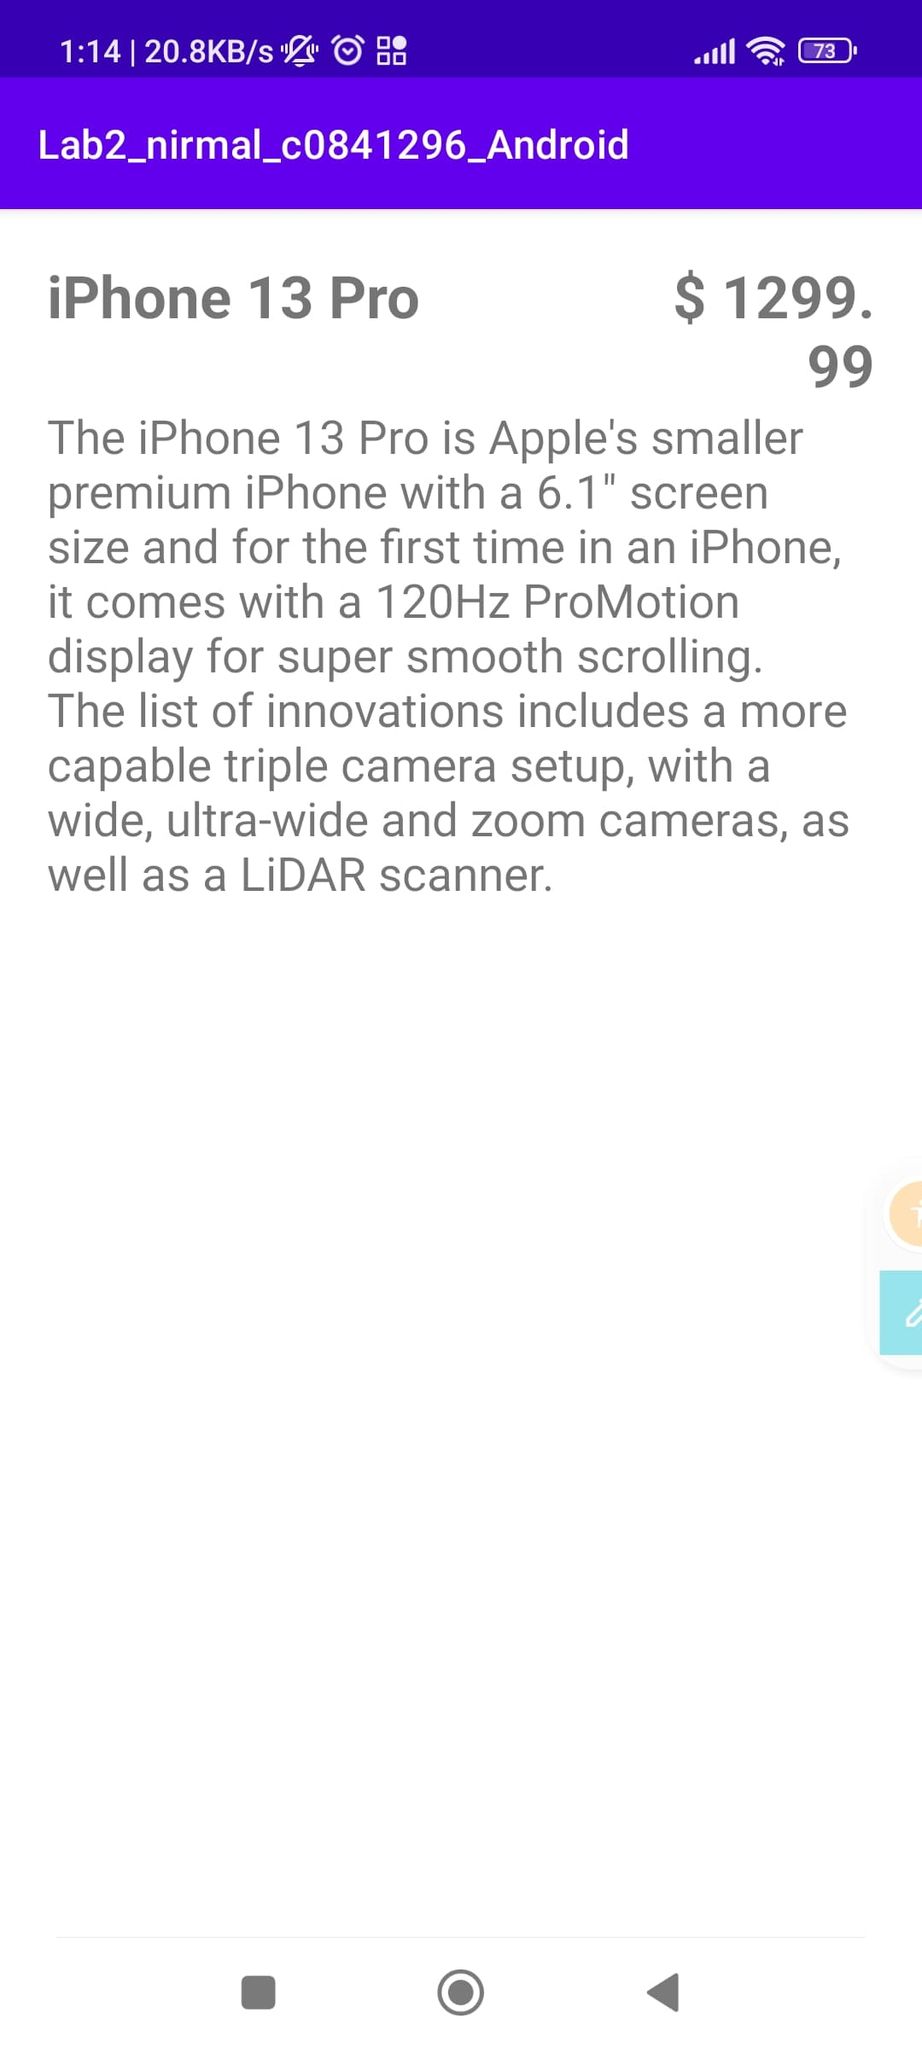 1:14 | 20.8KB/s
73
Lab2_nirmal_c0841296_Android
iPhone 13 Pro
$ 1299.
99
The iPhone 13 Pro is Apple's smaller
premium iPhone with a 6.1" screen
size and for the first time in an iPhone,
it comes with a 120Hz ProMotion
display for super smooth scrolling.
The list of innovations includes a more
capable triple camera setup, with a
wide, ultra-wide and zoom cameras, as
well as a LiDAR scanner.